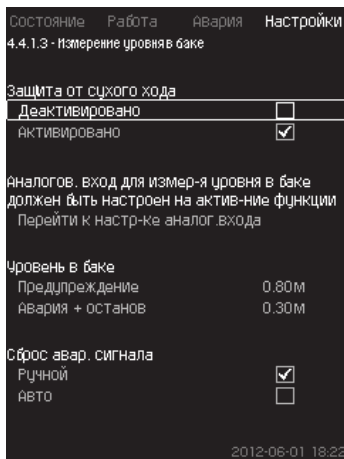 Состояние Работа Авария Настройки
4.4.1.3 - Измерение уровня в баке
Защита от сухого хода
Деактивировано
Активировано
Аналогов. вход для измер-я уровня в баке
должен быть настроен на актив-ние функции
Перейти к настр-ке аналог.входа
Уровень в баке
Предупреждение 0.80м
Авария + останов 0.30м
Сброс авар. сигнала
Ручной
Авто
2012-06-01 18:22